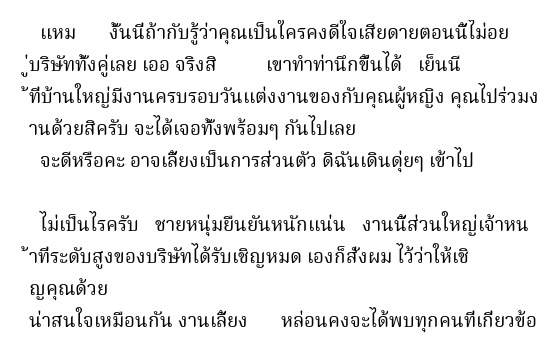 แหม งั้นนี่ถ้ากับรู้ว่าคุณเป็นใครคงดีใจเสียดายตอนนี้ไม่อย
ู่บริษัททั้งคู่เลย เออ จริงสิ เขาทำท่านึกขึ้นได้ เย็นนี
้ที่บ้านใหญ่มีงานครบรอบวันแต่งงานของกับคุณผู้หญิง คุณไปร่วมง
านด้วยสิครับ จะได้เจอทั้งพร้อมๆ กันไปเลย
จะดีหรือคะ อาจเลี้ยงเป็นการส่วนตัว ดิฉันเดินดุ่ยๆ เข้าไป
ไม่เป็นไรครับ ชายหนุ่มยืนยันหนักแน่น งานนี้ส่วนใหญ่เจ้าหน
้าที่ระดับสูงของบริษัทได้รับเชิญหมด เองก็สั่งผม ไว้ว่าให้เชิ
ญคุณด้วย
น่าสนใจเหมือนกัน งานเลี้ยง หล่อนคงจะได้พบทุกคนที่เกี่ยวข้อ